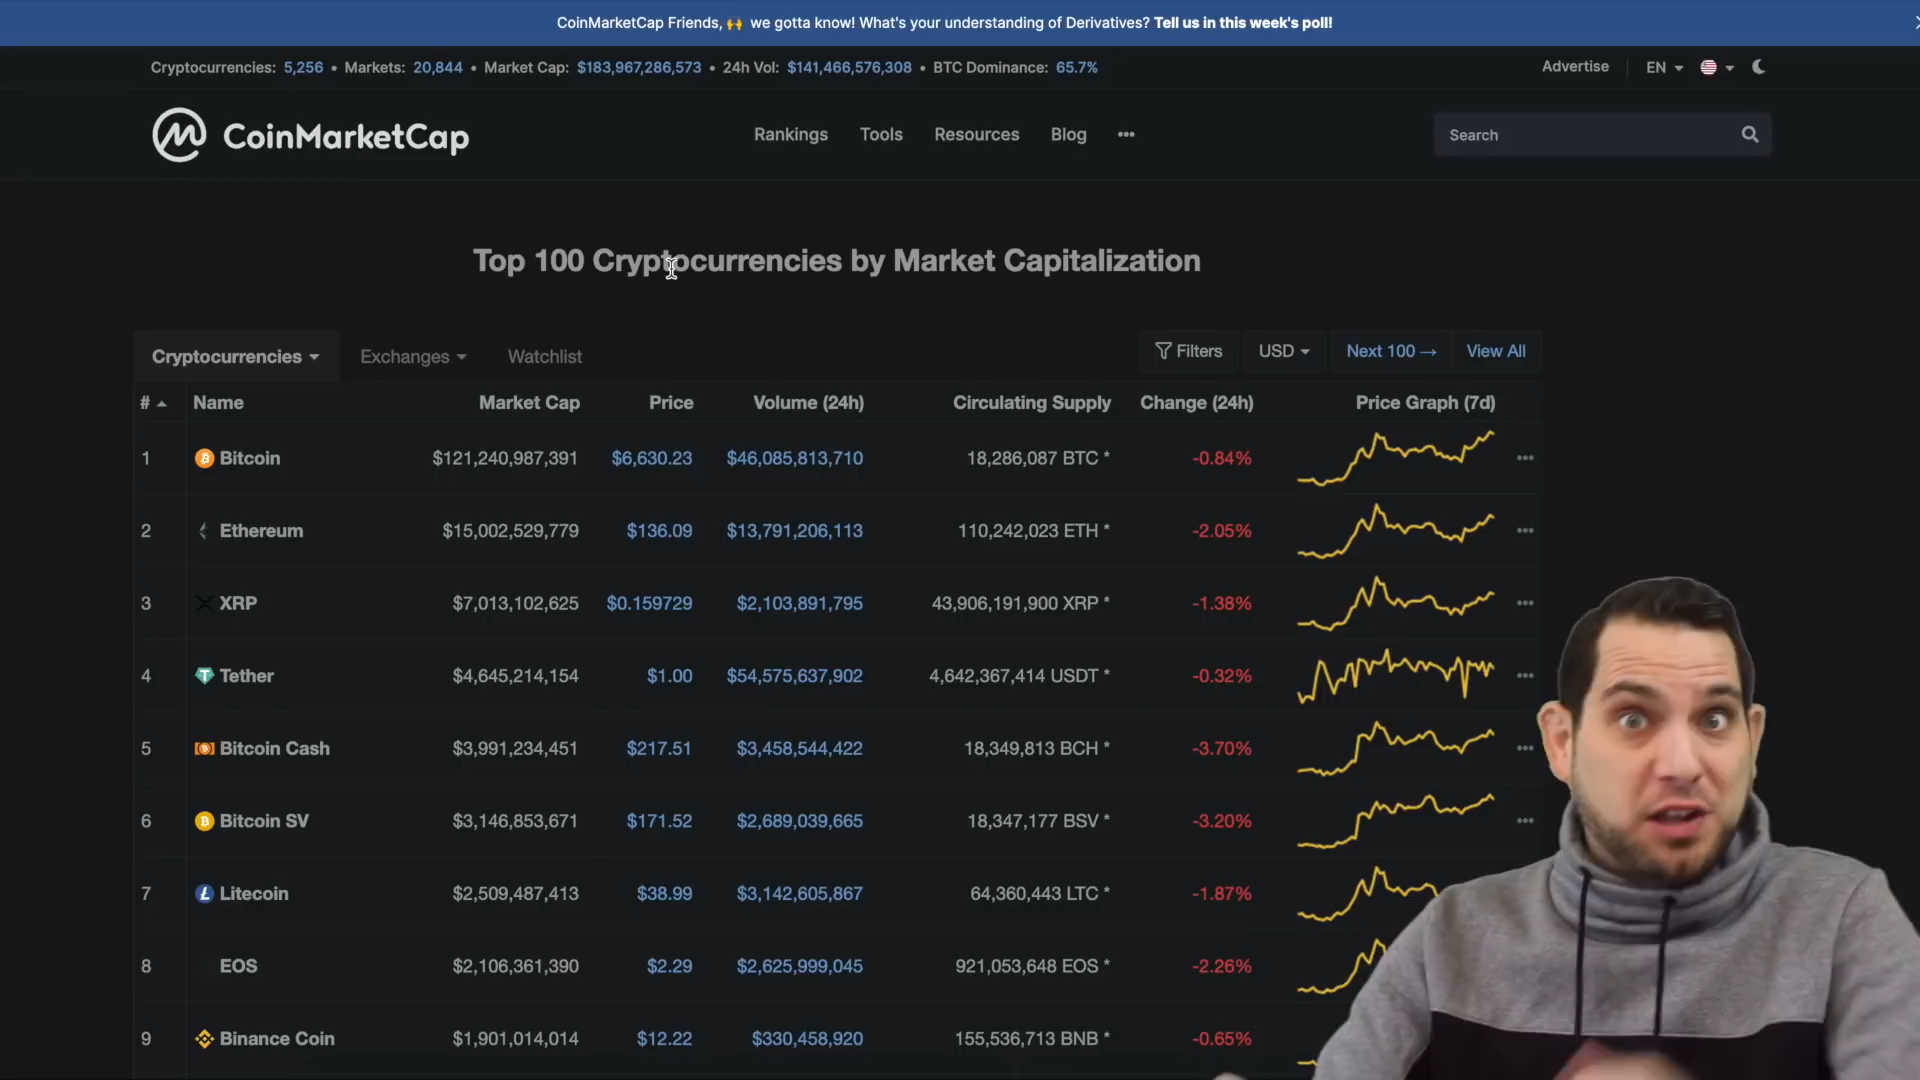 CoinMarketCap Friends, 🙌 we gotta know! What's your understanding of Derivatives? Tell us in this week's poll!
Cryptocurrencies: 5,256 • Markets: 20,844 • Market Cap: $183,967,286,573 • 24h Vol: $141,466,576,308 • BTC Dominance: 65.7%
Advertise EN
CoinMarketCap
Rankings Tools Resources Blog •••
Search
Top 100 Cryptocurrencies by Market Capitalization
Cryptocurrencies Exchanges Watchlist Filters USD Next 100 → View All
# Name Market Cap Price Volume (24h) Circulating Supply Change (24h) Price Graph (7d)
1 Bitcoin $121,240,987,391 $6,630.23 $46,085,813,710 18,286,087 BTC * -0.84%
2 Ethereum $15,002,529,779 $136.09 $13,791,206,113 110,242,023 ETH * -2.05%
3 XRP $7,013,102,625 $0.159729 $2,103,891,795 43,906,191,900 XRP * -1.38%
4 Tether $4,645,214,154 $1.00 $54,575,637,902 4,642,367,414 USDT * -0.32%
5 Bitcoin Cash $3,991,234,451 $217.51 $3,458,544,422 18,349,813 BCH * -3.70%
6 Bitcoin SV $3,146,853,671 $171.52 $2,689,039,665 18,347,177 BSV * -3.20%
7 Litecoin $2,509,487,413 $38.99 $3,142,605,867 64,360,443 LTC * -1.87%
8 EOS $2,106,361,390 $2.29 $2,625,999,045 921,053,648 EOS * -2.26%
9 Binance Coin $1,901,014,014 $12.22 $330,458,920 155,536,713 BNB * -0.65%